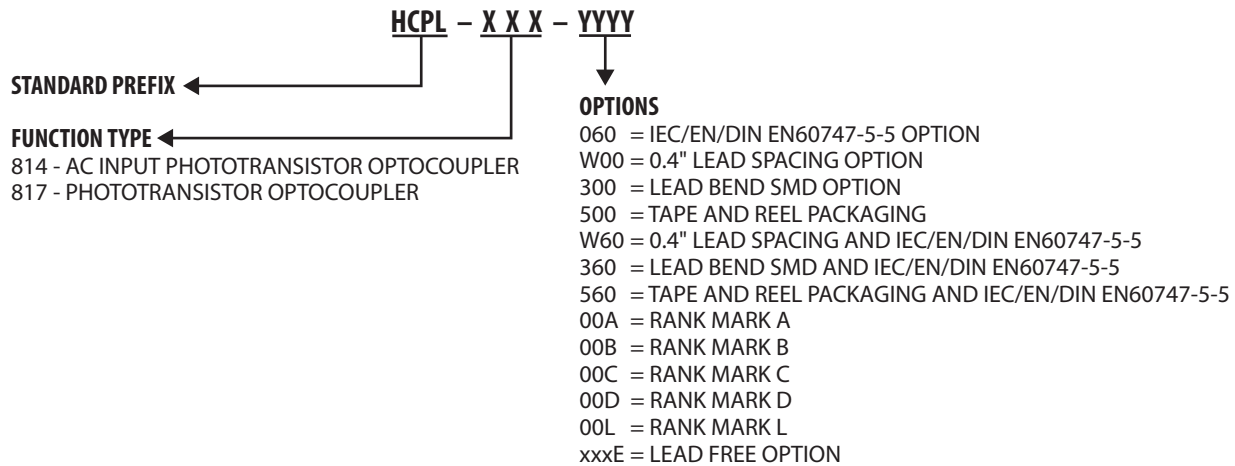 HCPL – X X X – YYYY
STANDARD PREFIX
FUNCTION TYPE
814 - AC INPUT PHOTOTRANSISTOR OPTOCOUPLER
817 - PHOTOTRANSISTOR OPTOCOUPLER
OPTIONS
060 = IEC/EN/DIN EN60747-5-5 OPTION
W00 = 0.4" LEAD SPACING OPTION
300 = LEAD BEND SMD OPTION
500 = TAPE AND REEL PACKAGING
W60 = 0.4" LEAD SPACING AND IEC/EN/DIN EN60747-5-5
360 = LEAD BEND SMD AND IEC/EN/DIN EN60747-5-5
560 = TAPE AND REEL PACKAGING AND IEC/EN/DIN EN60747-5-5
00A = RANK MARK A
00B = RANK MARK B
00C = RANK MARK C
00D = RANK MARK D
00L = RANK MARK L
xxxE = LEAD FREE OPTION